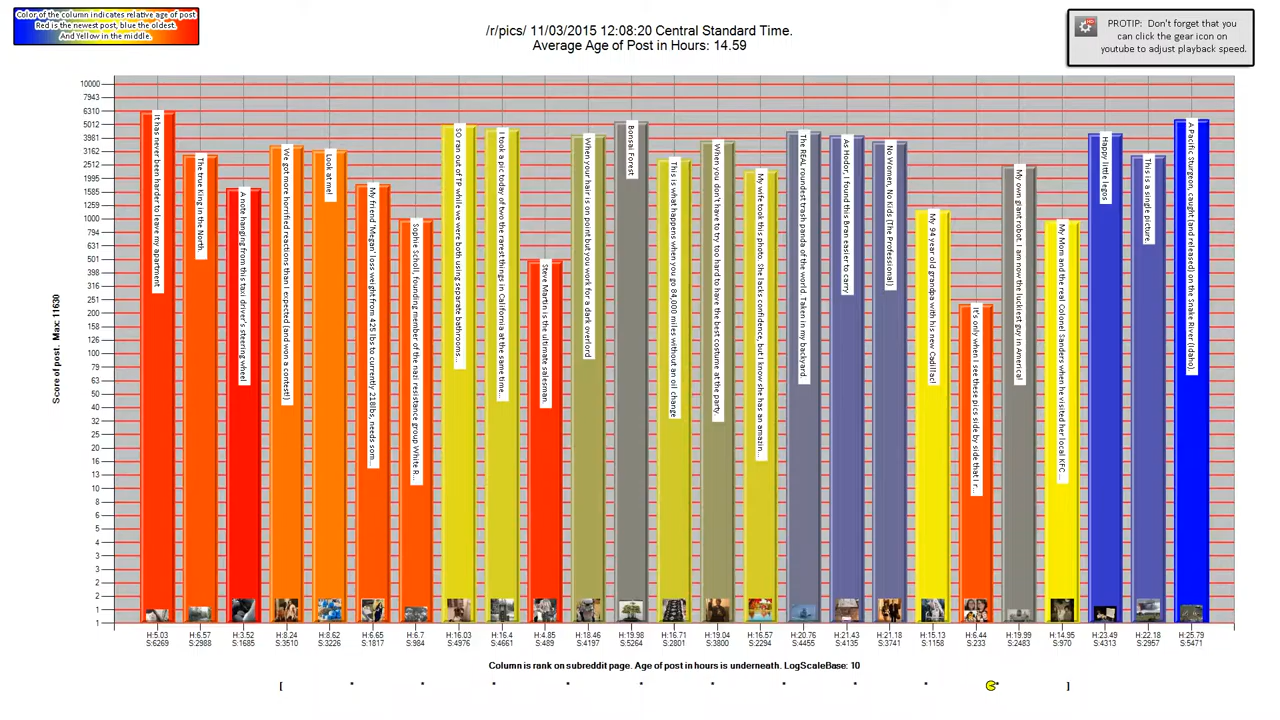 Color of the column indicates relative age of post
Red is the newest post, blue the oldest.
And Yellow in the middle.
/r/pics/ 11/03/2015 12:08:20 Central Standard Time.
Average Age of Post in Hours: 14.59
PROTIP: Don't forget that you
can click the gear icon on
youtube to adjust playback speed.
Score of post. Max: 11630
10000
7943
6310
5012
3981
3162
2512
1995
1585
1259
1000
794
631
501
398
316
251
200
158
126
100
79
63
50
40
32
25
20
16
13
10
8
6
5
4
3
3
2
2
1
1
It has never been harder to leave my apartment
The true King in the North
A note hanging from this taxi driver's steering wheel
We got more horrified reactions than I expected (and won a contest!)
Look at me!
My friend 'Megan' loss weight from 425 lbs to currently 218lbs, needs som...
Sophie Scholl, founding member of the nazi resistance group White R...
SO ran out of TP while we were both using separate bathrooms...
I took a pic today of two the rarest things in California at the same time...
Steve Martin is the ultimate salesman.
When your hair is on point but you work for a dark overlord
Bonsai Forest
This is what happens when you go 84,000 miles without an oil change
When you don't have to try too hard to have the best costume at the party.
My wife took this photo. She lacks confidence, but I know she has an amazin...
The REAL roundest trash panda of the world. Taken in my backyard
As Hodor, I found this Bran easier to carry
No Women, No Kids (The Professional)
My 94 year old grandpa with his new Cadillac!
It's only when I see these pics side by side that I r...
My own giant robot. I am now the luckiest guy in America!
My Mom and the real Colonel Sanders when he visited her local KFC...
Happy little legos
This is a single picture
A Pacific Sturgeon, caught (and released) on the Snake River (Idaho).
H:5.03 H:6.57 H:3.52 H:8.24 H:8.62 H:6.65 H:6.7 H:16.03 H:16.4 H:4.85 H:18.46 H:19.98 H:16.71 H:19.04 H:16.57 H:20.76 H:21.43 H:21.18 H:15.13 H:6.44 H:19.99 H:14.95 H:23.49 H:22.18 H:25.79
S:6269 S:2988 S:1685 S:3510 S:3226 S:1817 S:984 S:4976 S:4661 S:489 S:4197 S:5264 S:2801 S:3800 S:2294 S:4455 S:4135 S:3741 S:1158 S:233 S:2483 S:970 S:4313 S:2957 S:5471
Column is rank on subreddit page. Age of post in hours is underneath. LogScaleBase: 10